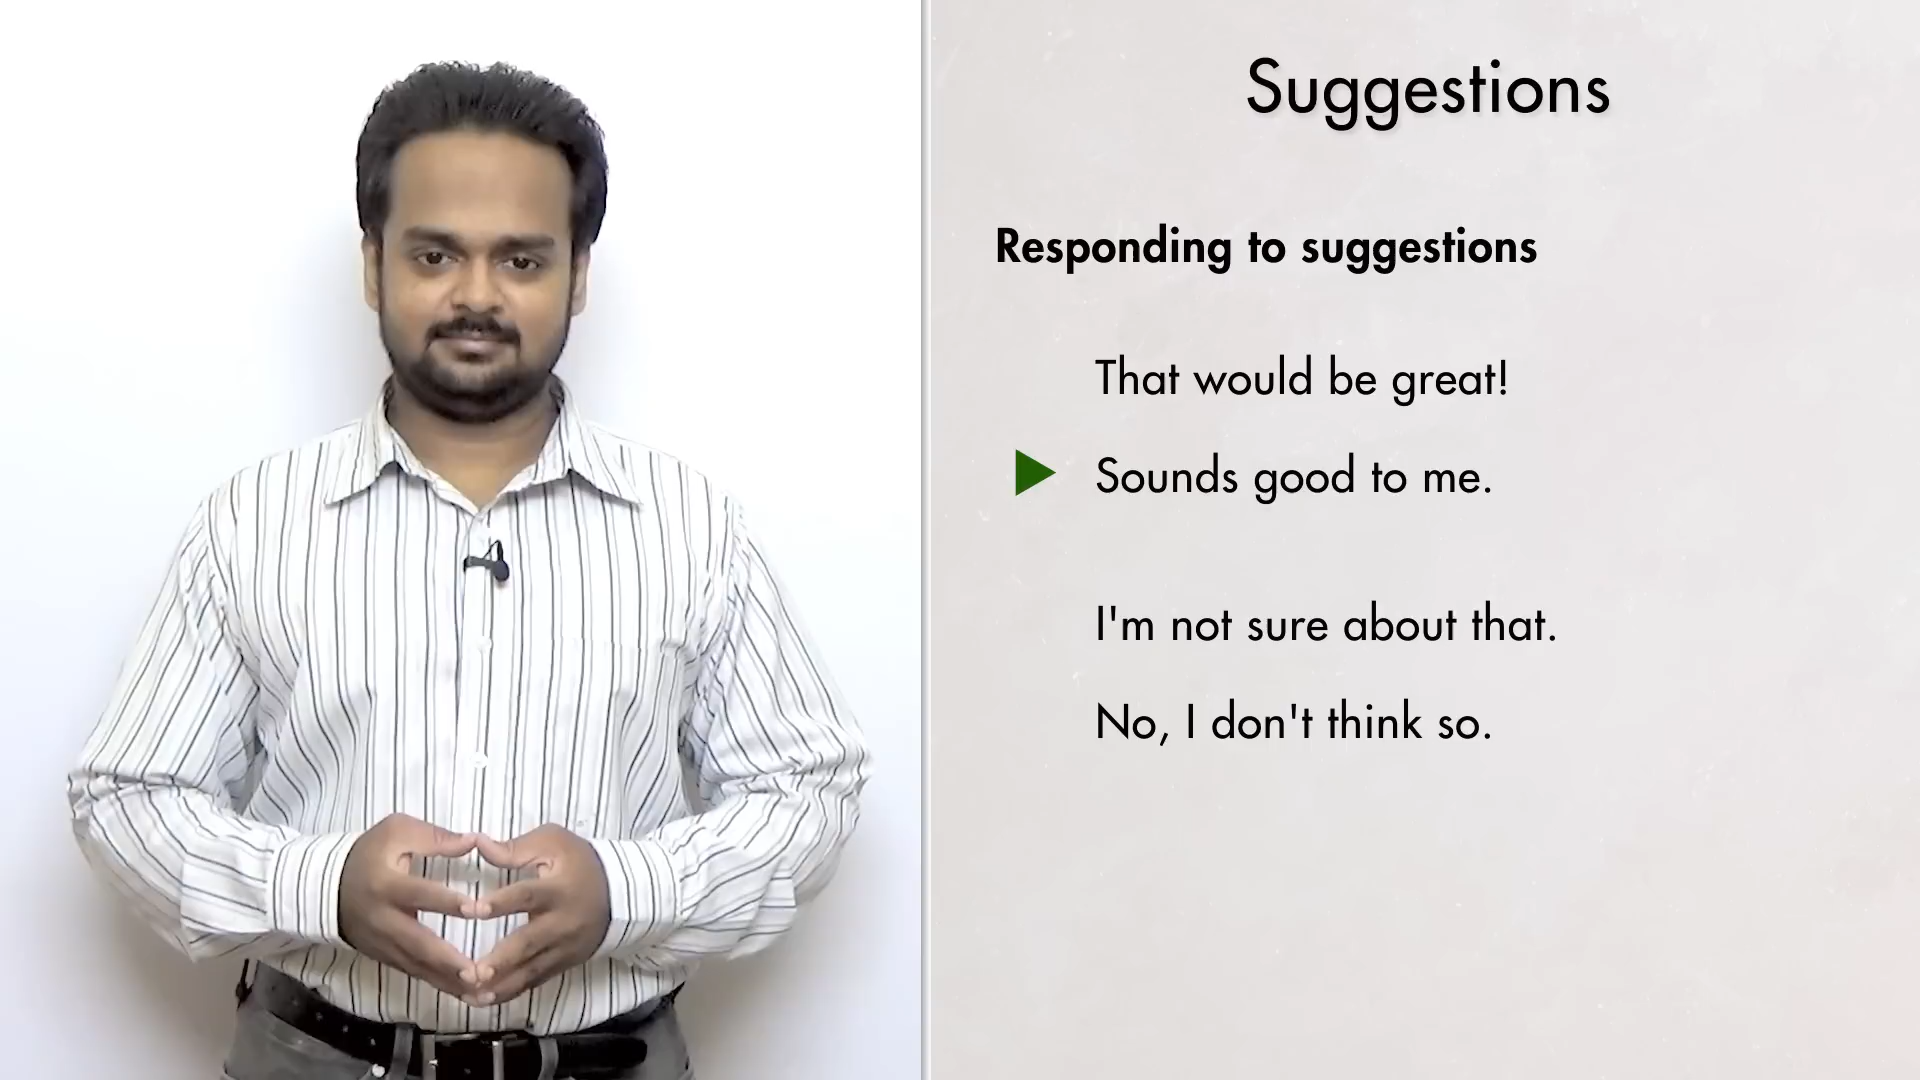 Suggestions
Responding to suggestions
That would be great!
Sounds good to me.
I'm not sure about that.
No, I don't think so.